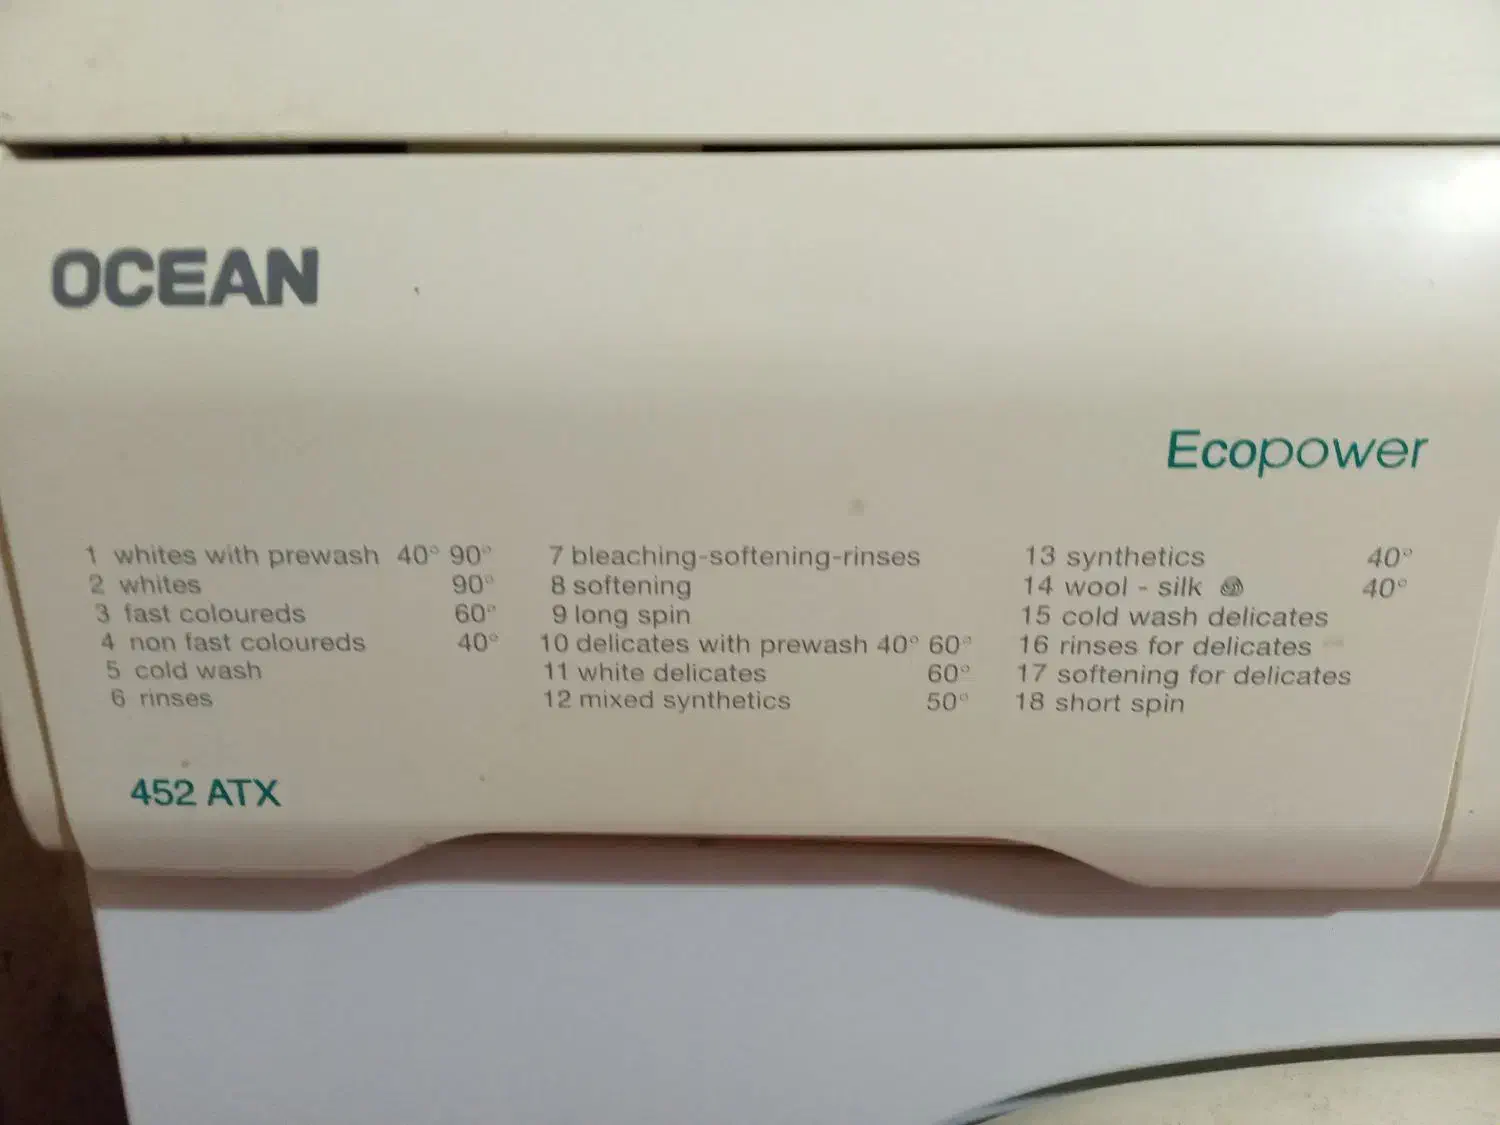 OCEAN
Ecopower
1 whites with prewash 40° 90°
2 whites 90°
3 fast coloureds 60°
4 non fast coloureds 40°
5 cold wash
6 rinses
7 bleaching-softening-rinses
8 softening
9 long spin
10 delicates with prewash 40° 60°
11 white delicates 60°
12 mixed synthetics 50°
13 synthetics 40°
14 wool - silk 40°
15 cold wash delicates
16 rinses for delicates
17 softening for delicates
18 short spin
452 ATX